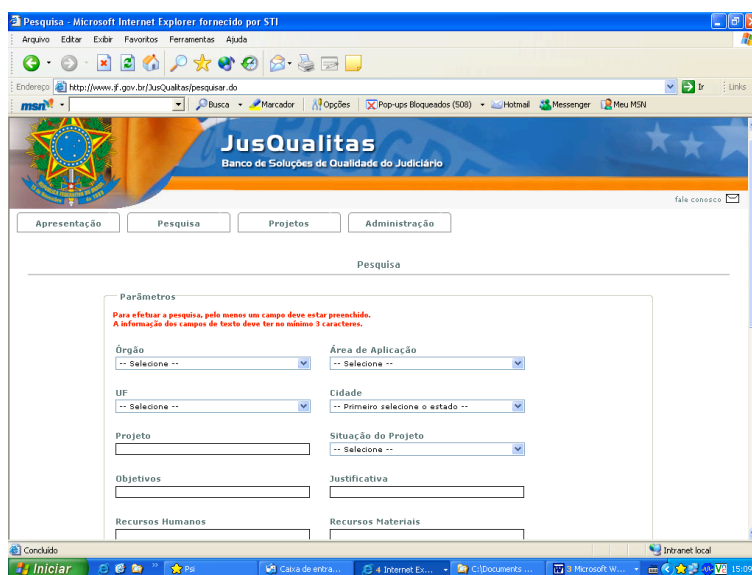 Pesquisa - Microsoft Internet Explorer fornecido por STI
Arquivo Editar Exibir Favoritos Ferramentas Ajuda
Endereço http://www.jf.gov.br/JusQualitas/pesquisar.do Ir Links
msn Busca Marcador Opções Pop-ups Bloqueados (508) Hotmail Messenger Meu MSN
JusQualitas
Banco de Soluções de Qualidade do Judiciário
fale conosco
Apresentação Pesquisa Projetos Administração
Pesquisa
Parâmetros
Para efetuar a pesquisa, pelo menos um campo deve estar preenchido.
A informação dos campos de texto deve ter no mínimo 3 caracteres.
Órgão Área de Aplicação
-- Selecione -- -- Selecione --
UF Cidade
-- Selecione -- -- Primeiro selecione o estado --
Projeto Situação do Projeto
-- Selecione --
Objetivos Justificativa
Recursos Humanos Recursos Materiais
Concluído Intranet local
Iniciar Psi Caixa de entra... 4 Internet Ex... C:\Documents ... 3 Microsoft W... 15:09